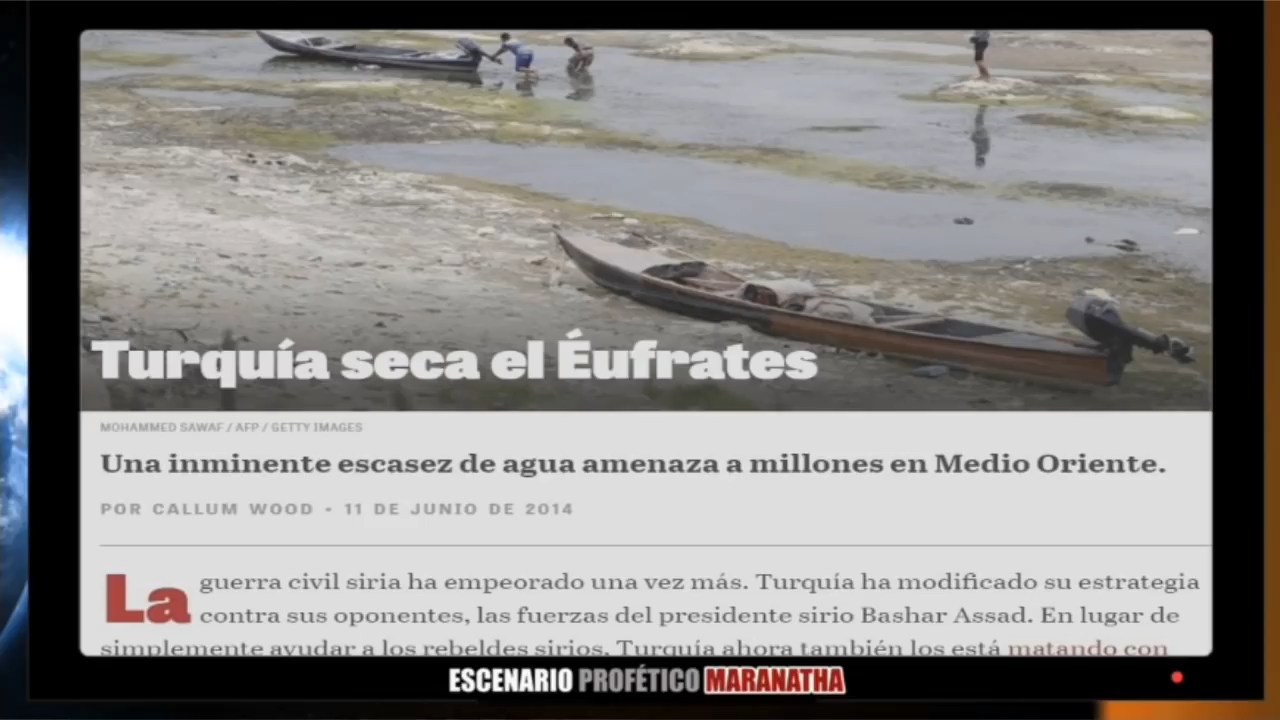 Turquía seca el Éufrates
MOHAMMED SAWAF / AFP / GETTY IMAGES
Una inminente escasez de agua amenaza a millones en Medio Oriente.
POR CALLUM WOOD • 11 DE JUNIO DE 2014
La guerra civil siria ha empeorado una vez más. Turquía ha modificado su estrategia
contra sus oponentes, las fuerzas del presidente sirio Bashar Assad. En lugar de
simplemente ayudar a los rebeldes sirios, Turquía ahora también los está matando con
ESCENARIO PROFÉTICO MARANATHA